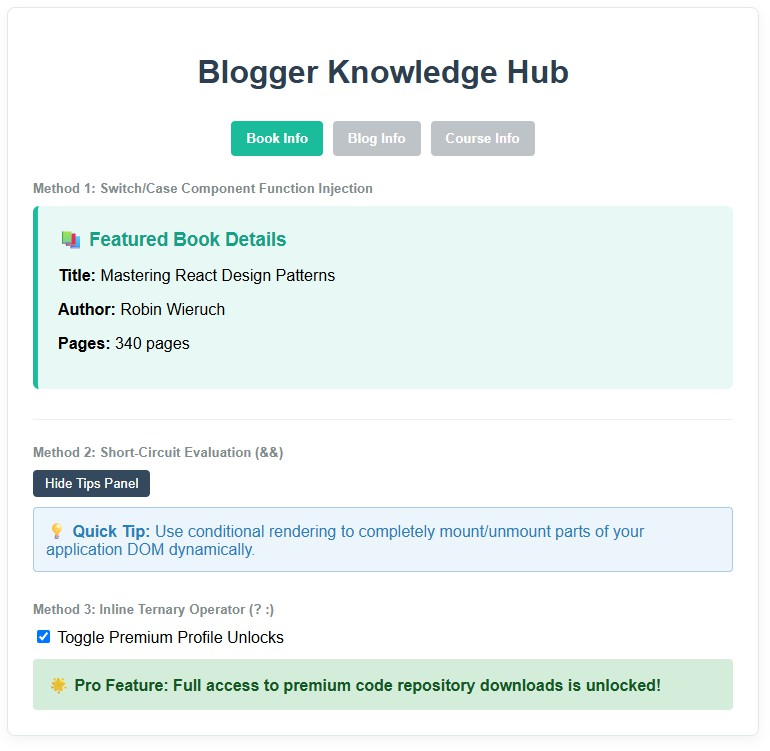 Blogger Knowledge Hub
Book Info Blog Info Course Info
Method 1: Switch/Case Component Function Injection
📚 Featured Book Details
Title: Mastering React Design Patterns
Author: Robin Wieruch
Pages: 340 pages
Method 2: Short-Circuit Evaluation (&&)
Hide Tips Panel
💡 Quick Tip: Use conditional rendering to completely mount/unmount parts of your
application DOM dynamically.
Method 3: Inline Ternary Operator (? :)
Toggle Premium Profile Unlocks
🌟 Pro Feature: Full access to premium code repository downloads is unlocked!